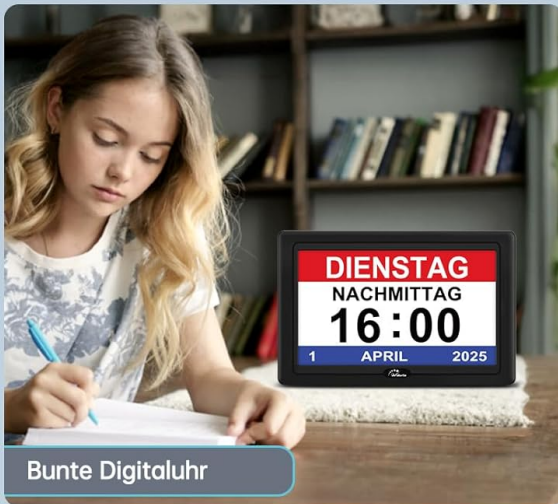 DIENSTAG
NACHMITTAG
16:00
1 APRIL 2025
Bunte Digitaluhr